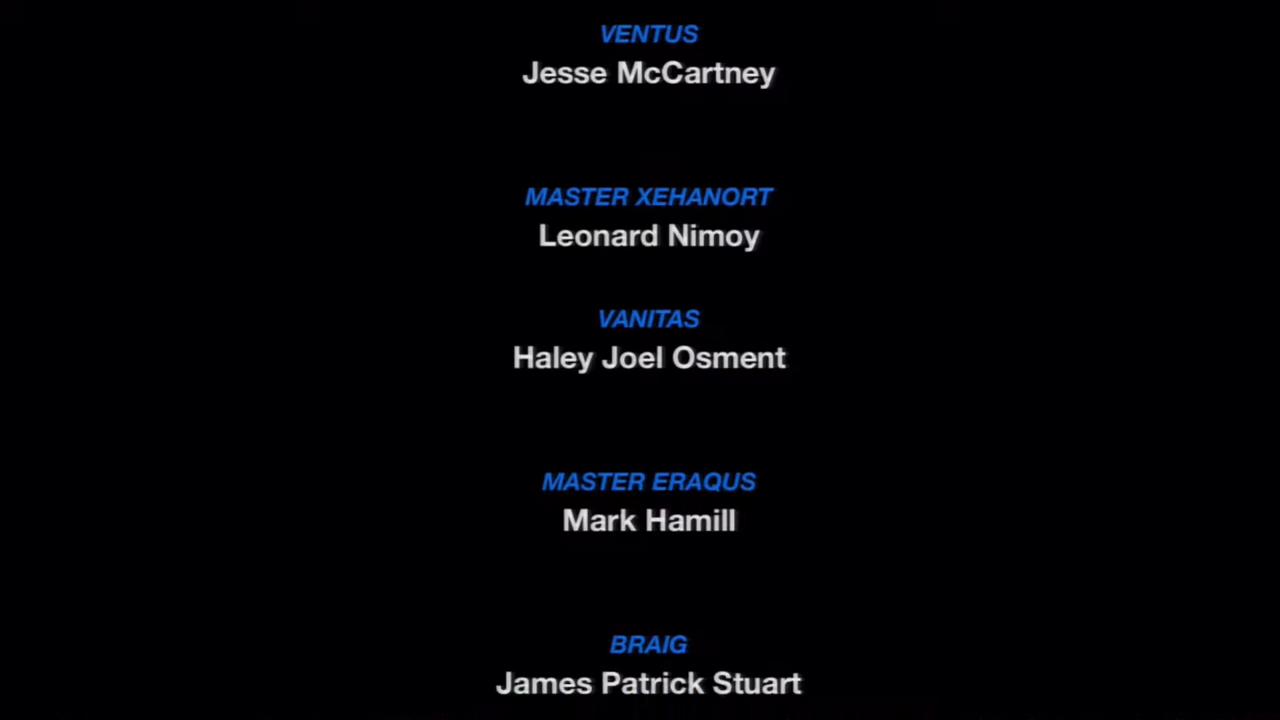 VENTUS
Jesse McCartney
MASTER XEHANORT
Leonard Nimoy
VANITAS
Haley Joel Osment
MASTER ERAQUS
Mark Hamill
BRAIG
James Patrick Stuart